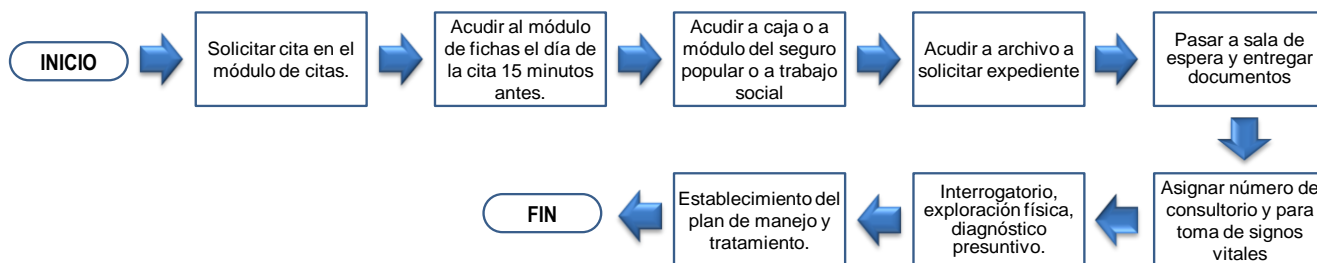 INICIO
Solicitar cita en el
módulo de citas.
Acudir al módulo
de fichas el día de
la cita 15 minutos
antes.
Acudir a caja o a
módulo del seguro
popular o a trabajo
social
Acudir a archivo a
solicitar expediente
Pasar a sala de
espera y entregar
documentos
Asignar número de
consultorio y para
toma de signos
vitales
Interrogatorio,
exploración física,
diagnóstico
presuntivo.
Establecimiento del
plan de manejo y
tratamiento.
FIN